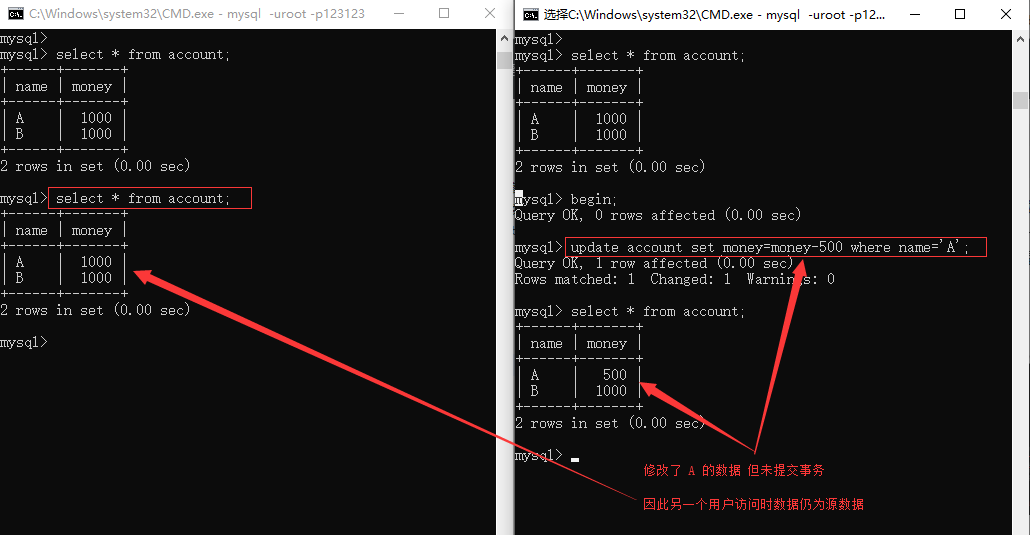 C:\Windows\system32\CMD.exe - mysql -uroot -p123123
mysql>
mysql> select * from account;
+------+-------+
| name | money |
+------+-------+
| A    |  1000 |
| B    |  1000 |
+------+-------+
2 rows in set (0.00 sec)
mysql> select * from account;
+------+-------+
| name | money |
+------+-------+
| A    |  1000 |
| B    |  1000 |
+------+-------+
2 rows in set (0.00 sec)
mysql>
选择C:\Windows\system32\CMD.exe - mysql -uroot -p12...
mysql>
mysql> select * from account;
+------+-------+
| name | money |
+------+-------+
| A    |  1000 |
| B    |  1000 |
+------+-------+
2 rows in set (0.00 sec)
mysql> begin;
Query OK, 0 rows affected (0.00 sec)
mysql> update account set money=money-500 where name='A';
Query OK, 1 row affected (0.00 sec)
Rows matched: 1  Changed: 1  Warnings: 0
mysql> select * from account;
+------+-------+
| name | money |
+------+-------+
| A    |   500 |
| B    |  1000 |
+------+-------+
2 rows in set (0.00 sec)
mysql>
修改了 A 的数据 但未提交事务
因此另一个用户访问时数据仍为源数据